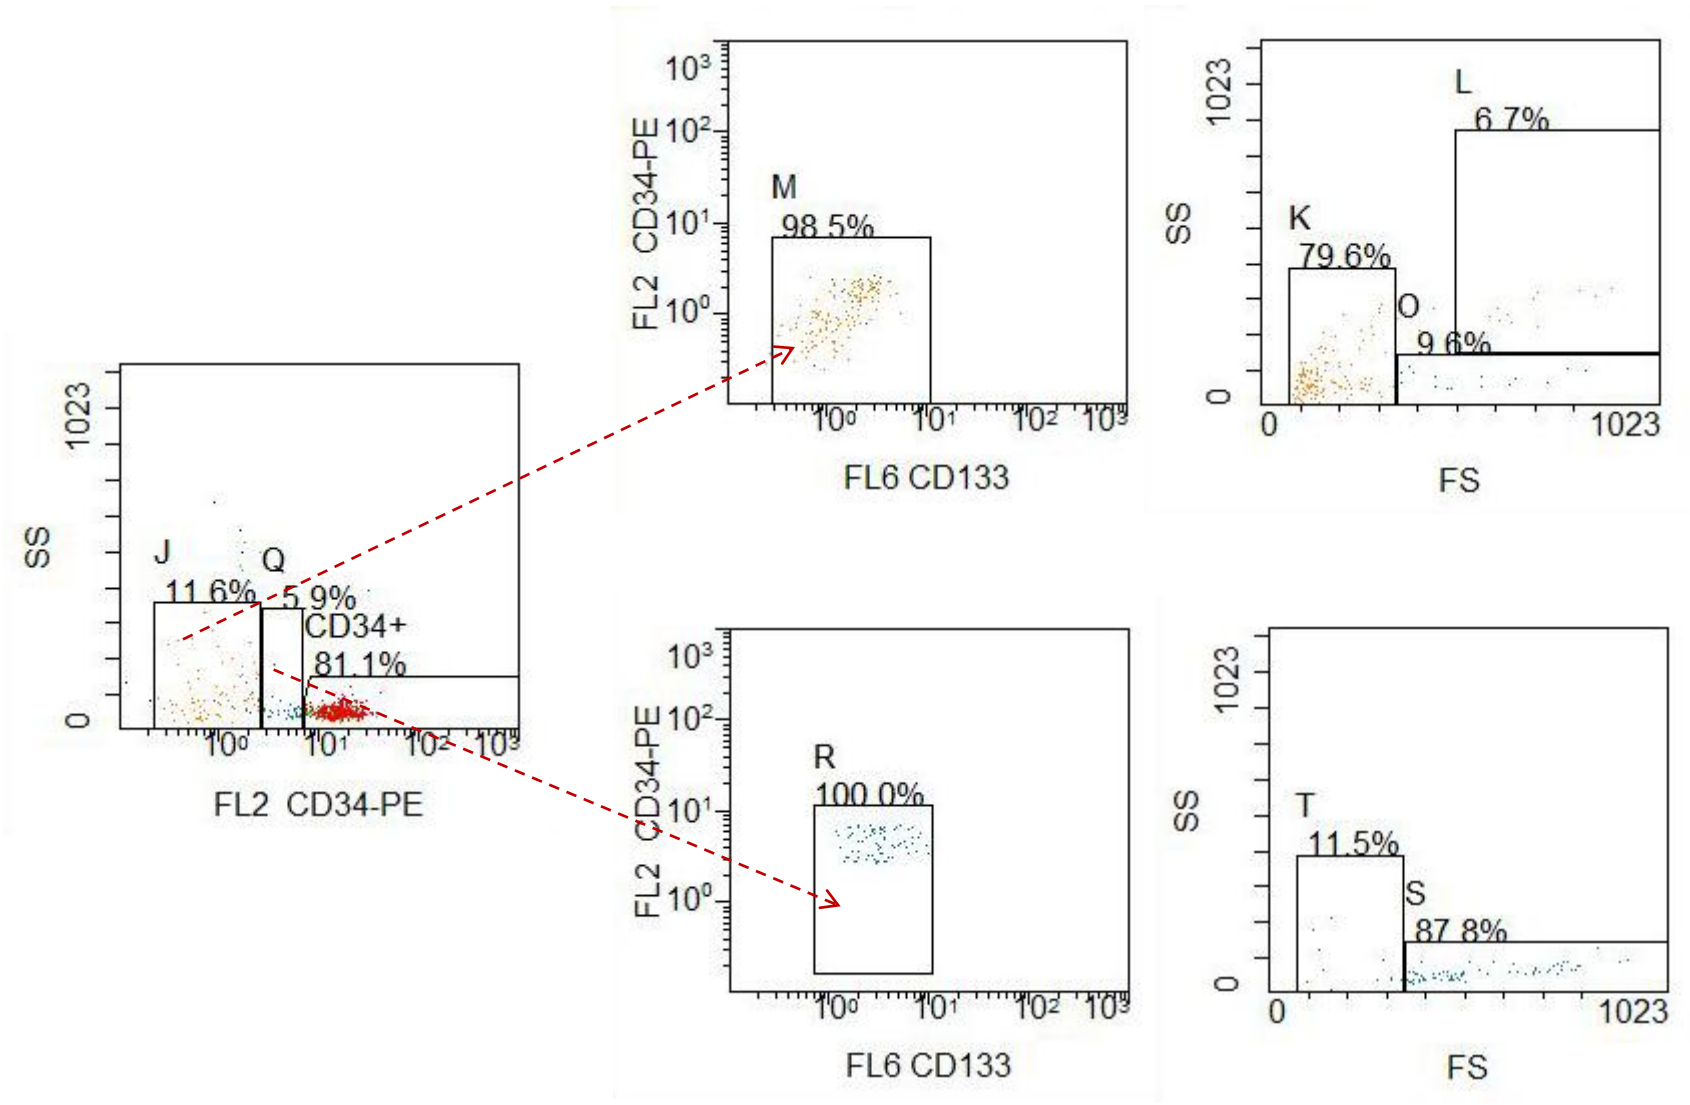 SS
1023
0
J
11 6%
Q
5 9%
CD34+
81.1%
10⁰ 10¹ 10² 10³
FL2 CD34-PE
FL2 CD34-PE
10³
10²
10¹
10⁰
M
98 5%
10⁰ 10¹ 10² 10³
FL6 CD133
SS
1023
0
L
6 7%
K
79.6%
O
9 6%
0 1023
FS
FL2 CD34-PE
10³
10²
10¹
10⁰
R
100 0%
10⁰ 10¹ 10² 10³
FL6 CD133
SS
1023
0
T
11.5%
S
87 8%
0 1023
FS